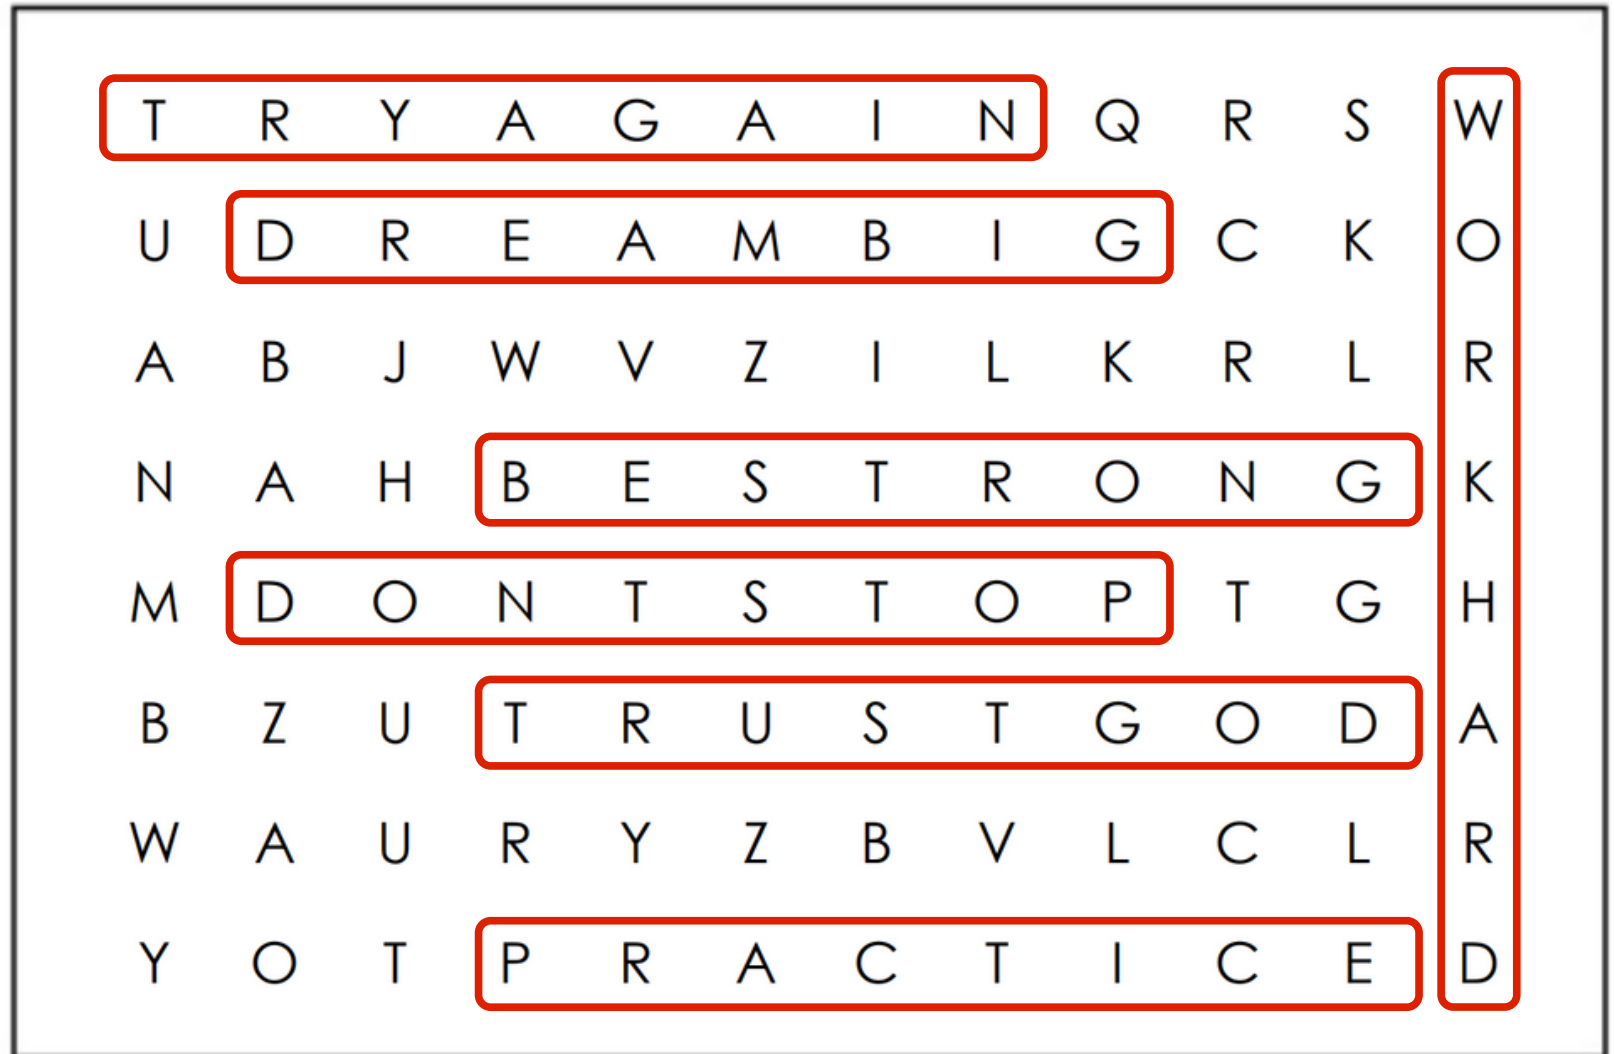 T R Y A G A I N Q R S W
U D R E A M B I G C K O
A B J W V Z I L K R L R
N A H B E S T R O N G K
M D O N T S T O P T G H
B Z U T R U S T G O D A
W A U R Y Z B V L C L R
Y O T P R A C T I C E D